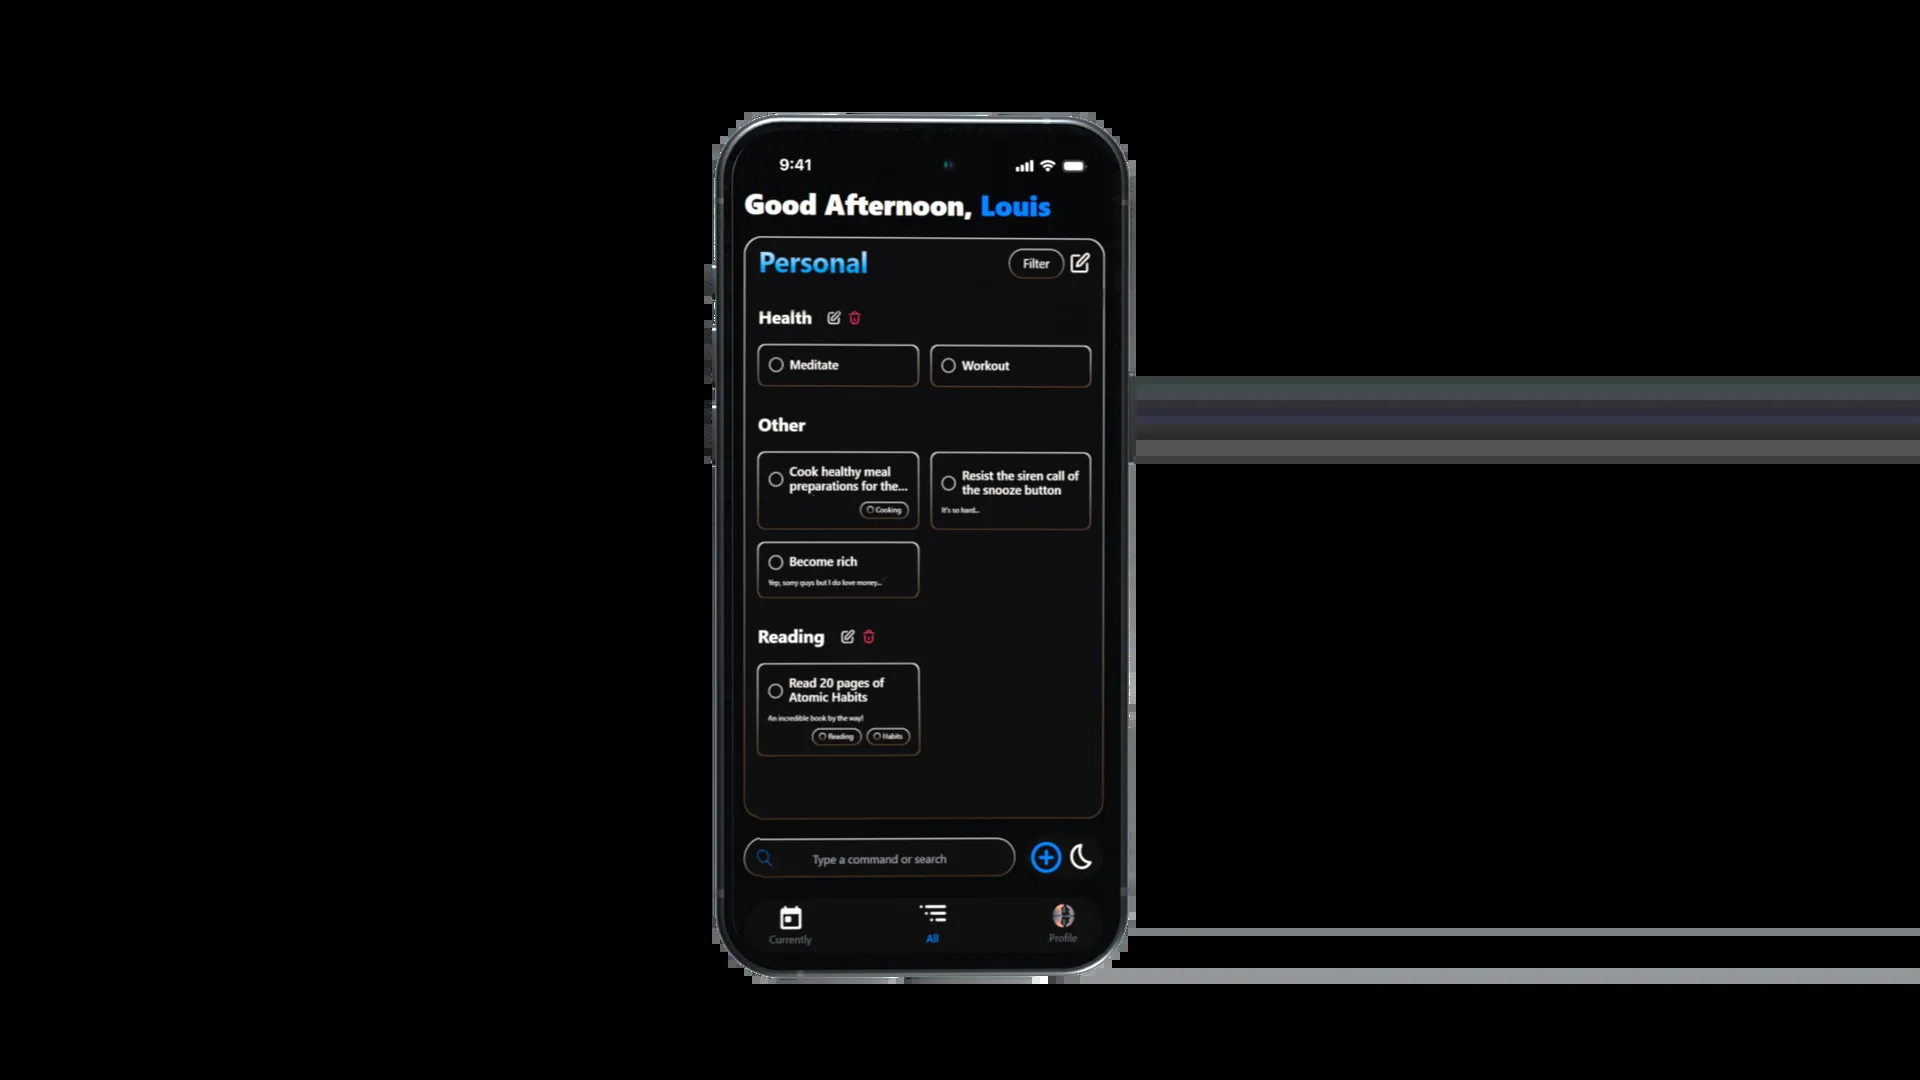 9:41
Good Afternoon, Louis
Personal
Filter
Health
Meditate
Workout
Other
Cook healthy meal
preparations for the...
Cooking
Resist the siren call of
the snooze button
It's so hard...
Become rich
Yep, sorry guys but I do love money...
Reading
Read 20 pages of
Atomic Habits
An incredible book by the way!
Reading
Habits
Type a command or search
Currently
All
Profile